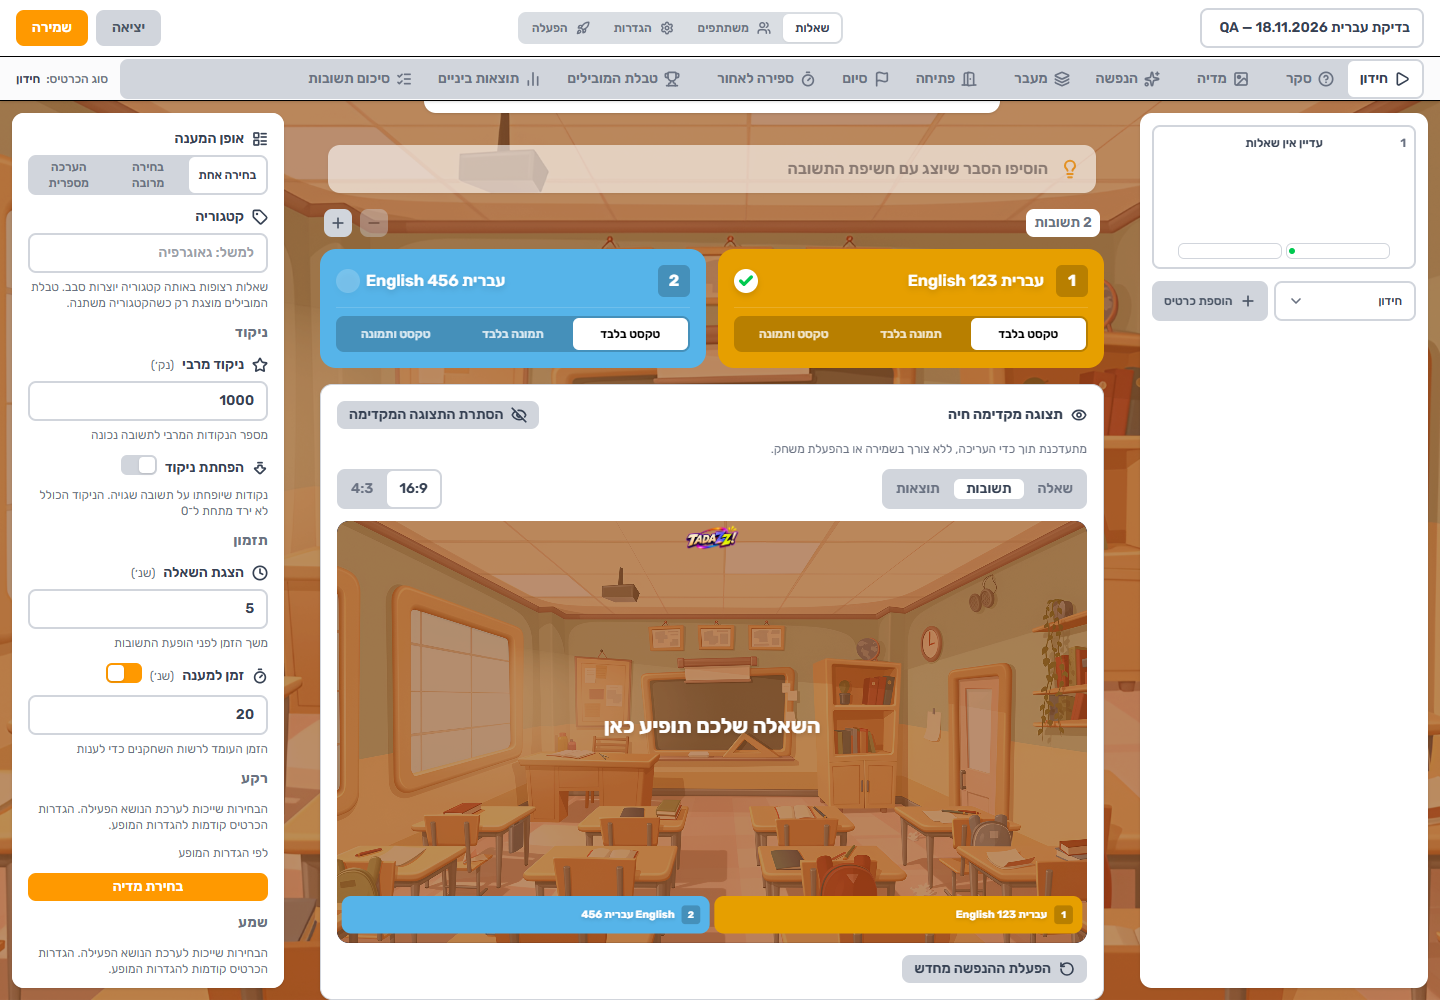 בדיקת עברית QA — 18.11.2026
שאלות
משתתפים
הגדרות
הפעלה
יציאה
שמירה
חידון
סקר
מדיה
הנפשה
מעבר
פתיחה
סיום
ספירה לאחור
טבלת המובילים
תוצאות ביניים
סיכום תשובות
סוג הכרטיס: חידון
1
עדיין אין שאלות
חידון
הוספת כרטיס
הוסיפו הסבר שיוצג עם חשיפת התשובה
2 תשובות
1
עברית English 123
טקסט בלבד
תמונה בלבד
טקסט ותמונה
2
עברית English 456
טקסט בלבד
תמונה בלבד
טקסט ותמונה
תצוגה מקדימה חיה
הסתרת התצוגה המקדימה
מתעדכנת תוך כדי העריכה, ללא צורך בשמירה או בהפעלת משחק.
שאלה
תשובות
תוצאות
16:9
4:3
TADAZZ!
השאלה שלכם תופיע כאן
1
עברית English 123
2
English עברית 456
הפעלת ההנפשה מחדש
אופן המענה
בחירה אחת
בחירה מרובה
הערכה מספרית
קטגוריה
למשל: גאוגרפיה
שאלות רצופות באותה קטגוריה יוצרות סבב. טבלת
המובילים מוצגת רק כשהקטגוריה משתנה.
ניקוד
ניקוד מרבי (נק׳)
1000
מספר הנקודות המרבי לתשובה נכונה
הפחתת ניקוד
נקודות שיופחתו על תשובה שגויה. הניקוד הכולל
לא ירד מתחת ל־0
תזמון
הצגת השאלה (שנ׳)
5
משך הזמן לפני הופעת התשובות
זמן למענה (שנ׳)
20
הזמן העומד לרשות השחקנים כדי לענות
רקע
הבחירות שייכות לערכת הנושא הפעילה. הגדרות
הכרטיס קודמות להגדרות המופע.
לפי הגדרות המופע
בחירת מדיה
שמע
הבחירות שייכות לערכת הנושא הפעילה. הגדרות
הכרטיס קודמות להגדרות המופע.